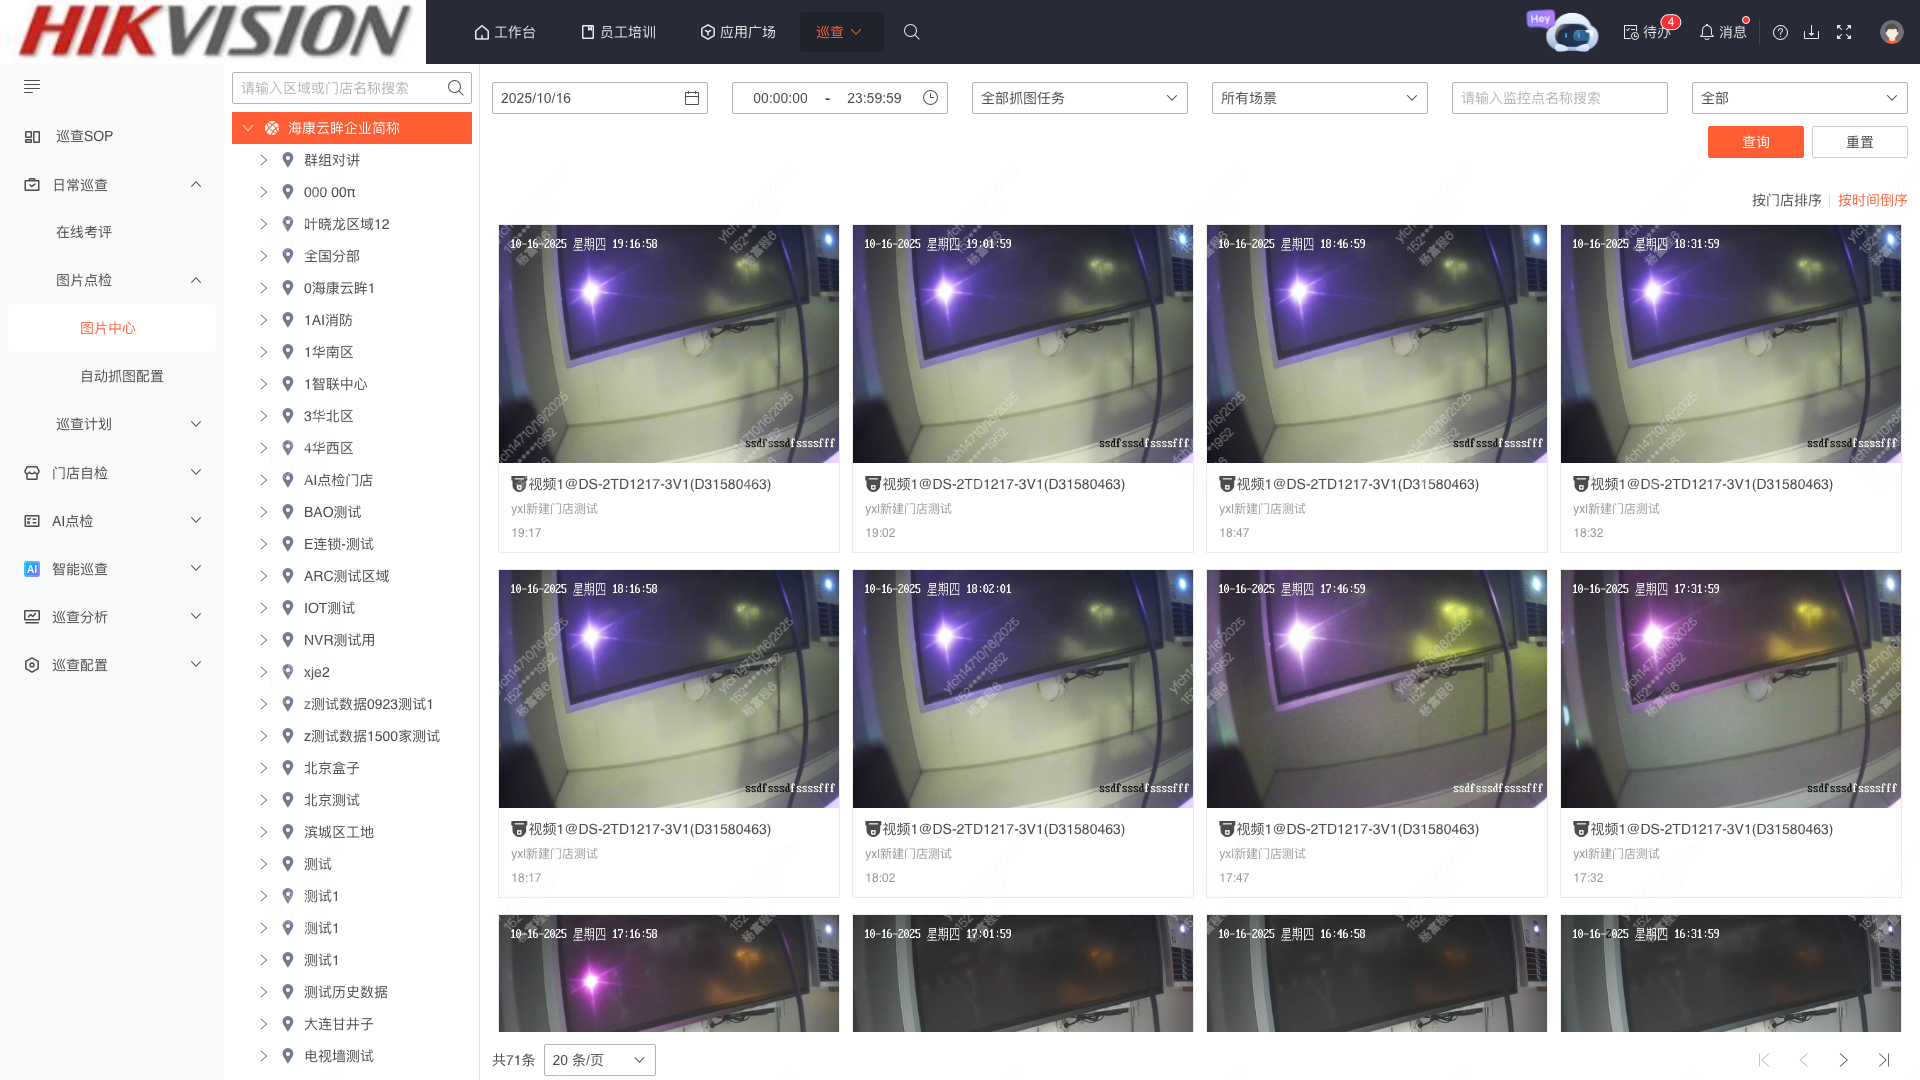 HIKVISION
工作台
员工培训
应用广场
巡查
Hey
待办
4
消息
请输入区域或门店名称搜索
2025/10/16
00:00:00 - 23:59:59
全部抓图任务
所有场景
请输入监控点名称搜索
全部
查询
重置
按门店排序
按时间倒序
巡查SOP
日常巡查
在线考评
图片点检
图片中心
自动抓图配置
巡查计划
门店自检
AI点检
AI 智能巡查
巡查分析
巡查配置
海康云眸企业简称
群组对讲
000 00π
叶晓龙区域12
全国分部
0海康云眸1
1AI消防
1华南区
1智联中心
3华北区
4华西区
AI点检门店
BAO测试
E连锁-测试
ARC测试区域
IOT测试
NVR测试用
xje2
z测试数据0923测试1
z测试数据1500家测试
北京盒子
北京测试
滨城区工地
测试
测试1
测试1
测试1
测试历史数据
大连甘井子
电视墙测试
10-16-2025 星期四 19:16:58
ssdfsssdfssssfff
视频1@DS-2TD1217-3V1(D31580463)
yxl新建门店测试
19:17
10-16-2025 星期四 19:01:59
ssdfsssdfssssfff
视频1@DS-2TD1217-3V1(D31580463)
yxl新建门店测试
19:02
10-16-2025 星期四 18:46:59
ssdfsssdfssssfff
视频1@DS-2TD1217-3V1(D31580463)
yxl新建门店测试
18:47
10-16-2025 星期四 18:31:59
ssdfsssdfssssfff
视频1@DS-2TD1217-3V1(D31580463)
yxl新建门店测试
18:32
10-16-2025 星期四 18:16:58
ssdfsssdfssssfff
视频1@DS-2TD1217-3V1(D31580463)
yxl新建门店测试
18:17
10-16-2025 星期四 18:02:01
ssdfsssdfssssfff
视频1@DS-2TD1217-3V1(D31580463)
yxl新建门店测试
18:02
10-16-2025 星期四 17:46:59
ssdfsssdfssssfff
视频1@DS-2TD1217-3V1(D31580463)
yxl新建门店测试
17:47
10-16-2025 星期四 17:31:59
ssdfsssdfssssfff
视频1@DS-2TD1217-3V1(D31580463)
yxl新建门店测试
17:32
10-16-2025 星期四 17:16:58
10-16-2025 星期四 17:01:59
10-16-2025 星期四 16:46:58
10-16-2025 星期四 16:31:59
共71条
20 条/页